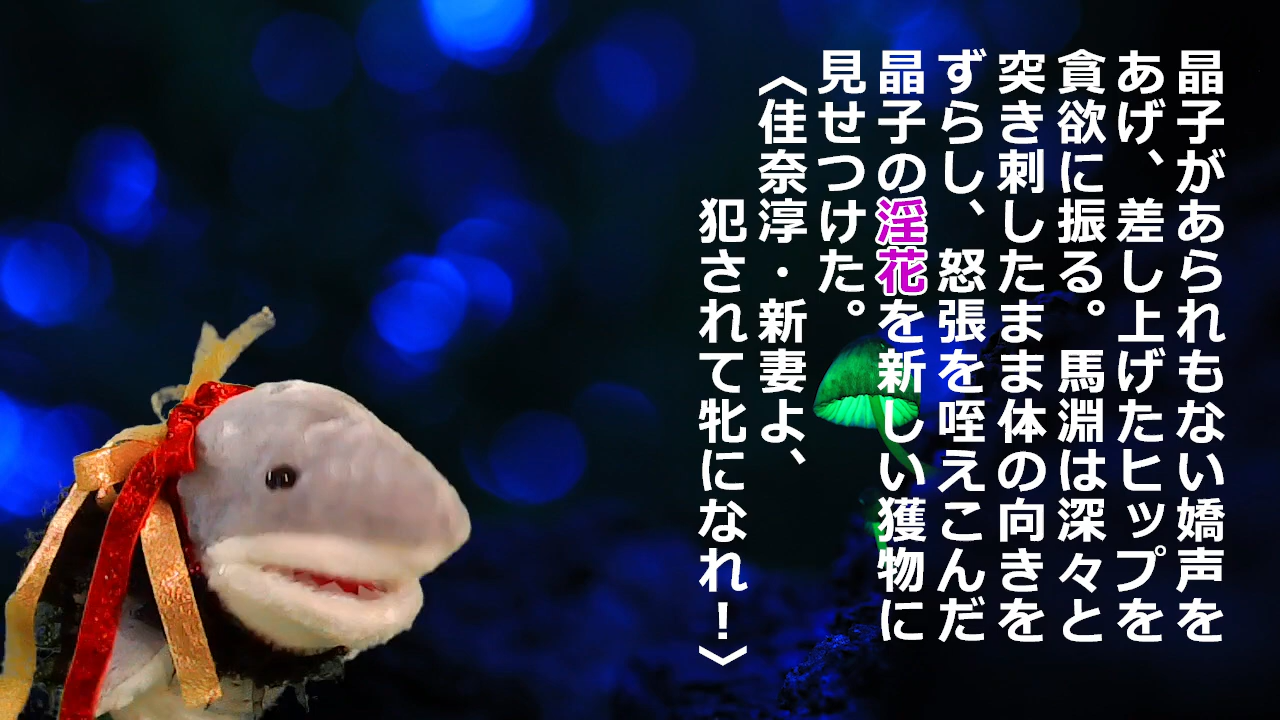 晶子があられもない嬌声を
あげ、差し上げたヒップを
貪欲に振る。馬淵は深々と
突き刺したまま体の向きを
ずらし、怒張を咥えこんだ
晶子の淫花を新しい獲物に
見せつけた。
〈佳奈淳・新妻よ、
犯されて牝になれ！〉